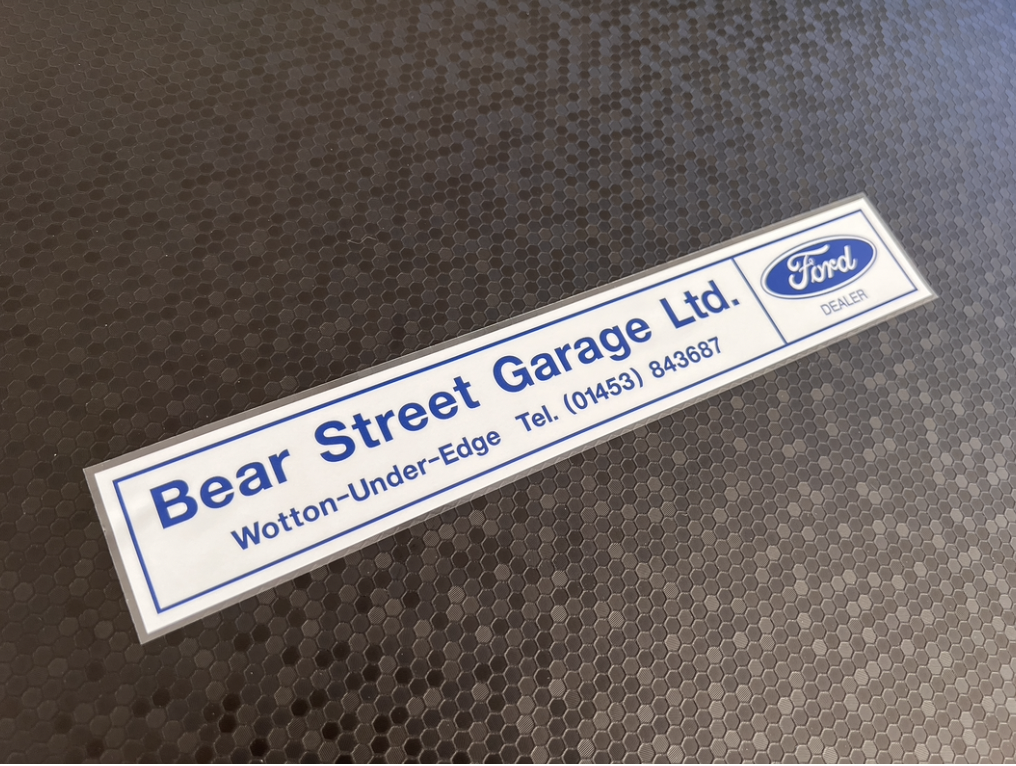 Bear Street Garage Ltd.
Wotton-Under-Edge Tel. (01453) 843687
Ford
DEALER